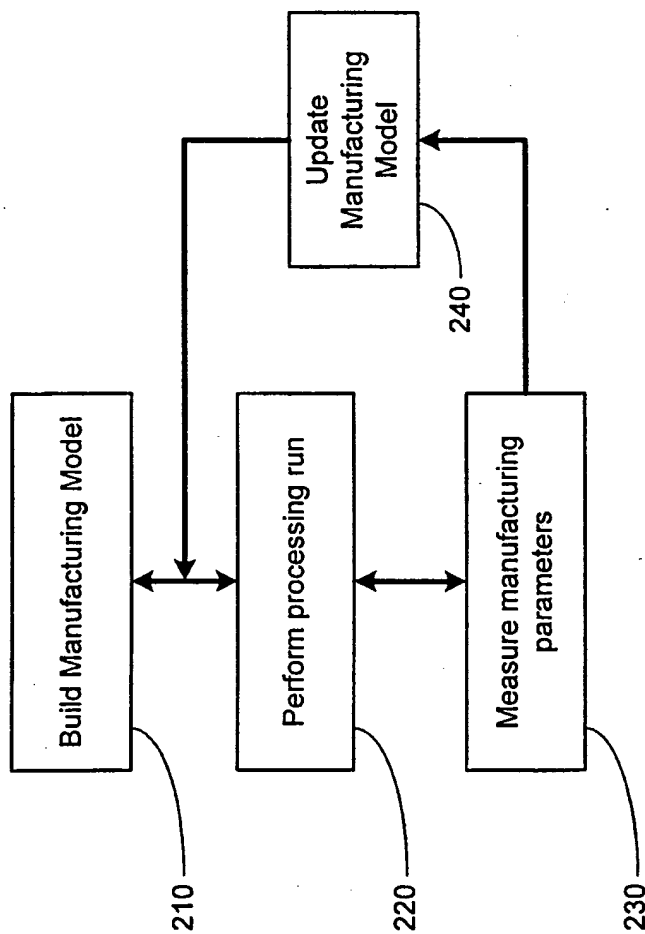 Build Manufacturing Model
210
Perform processing run
220
Measure manufacturing
parameters
230
Update
Manufacturing
Model
240